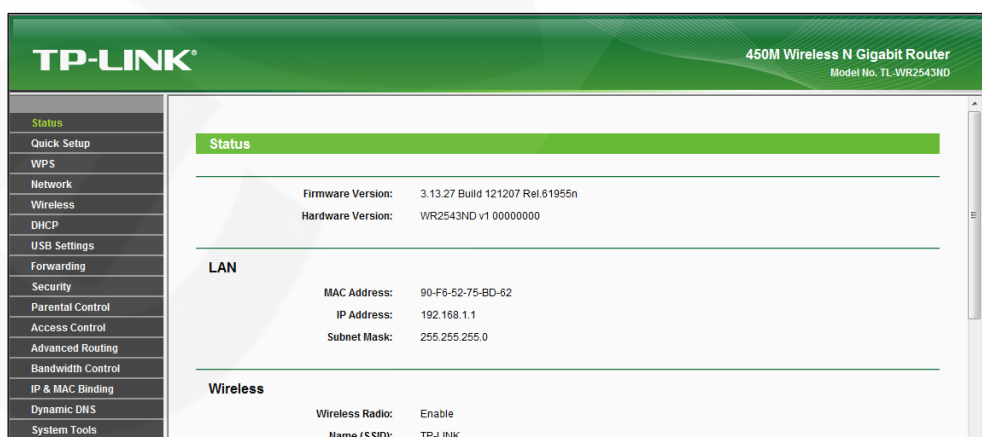 TP-LINK®
450M Wireless N Gigabit Router
Model No. TL-WR2543ND
Status
Quick Setup
WPS
Network
Wireless
DHCP
USB Settings
Forwarding
Security
Parental Control
Access Control
Advanced Routing
Bandwidth Control
IP & MAC Binding
Dynamic DNS
System Tools
Status
Firmware Version: 3.13.27 Build 121207 Rel.61955n
Hardware Version: WR2543ND v1 00000000
LAN
MAC Address: 90-F6-52-75-BD-62
IP Address: 192.168.1.1
Subnet Mask: 255.255.255.0
Wireless
Wireless Radio: Enable
Name (SSID): TP-LINK